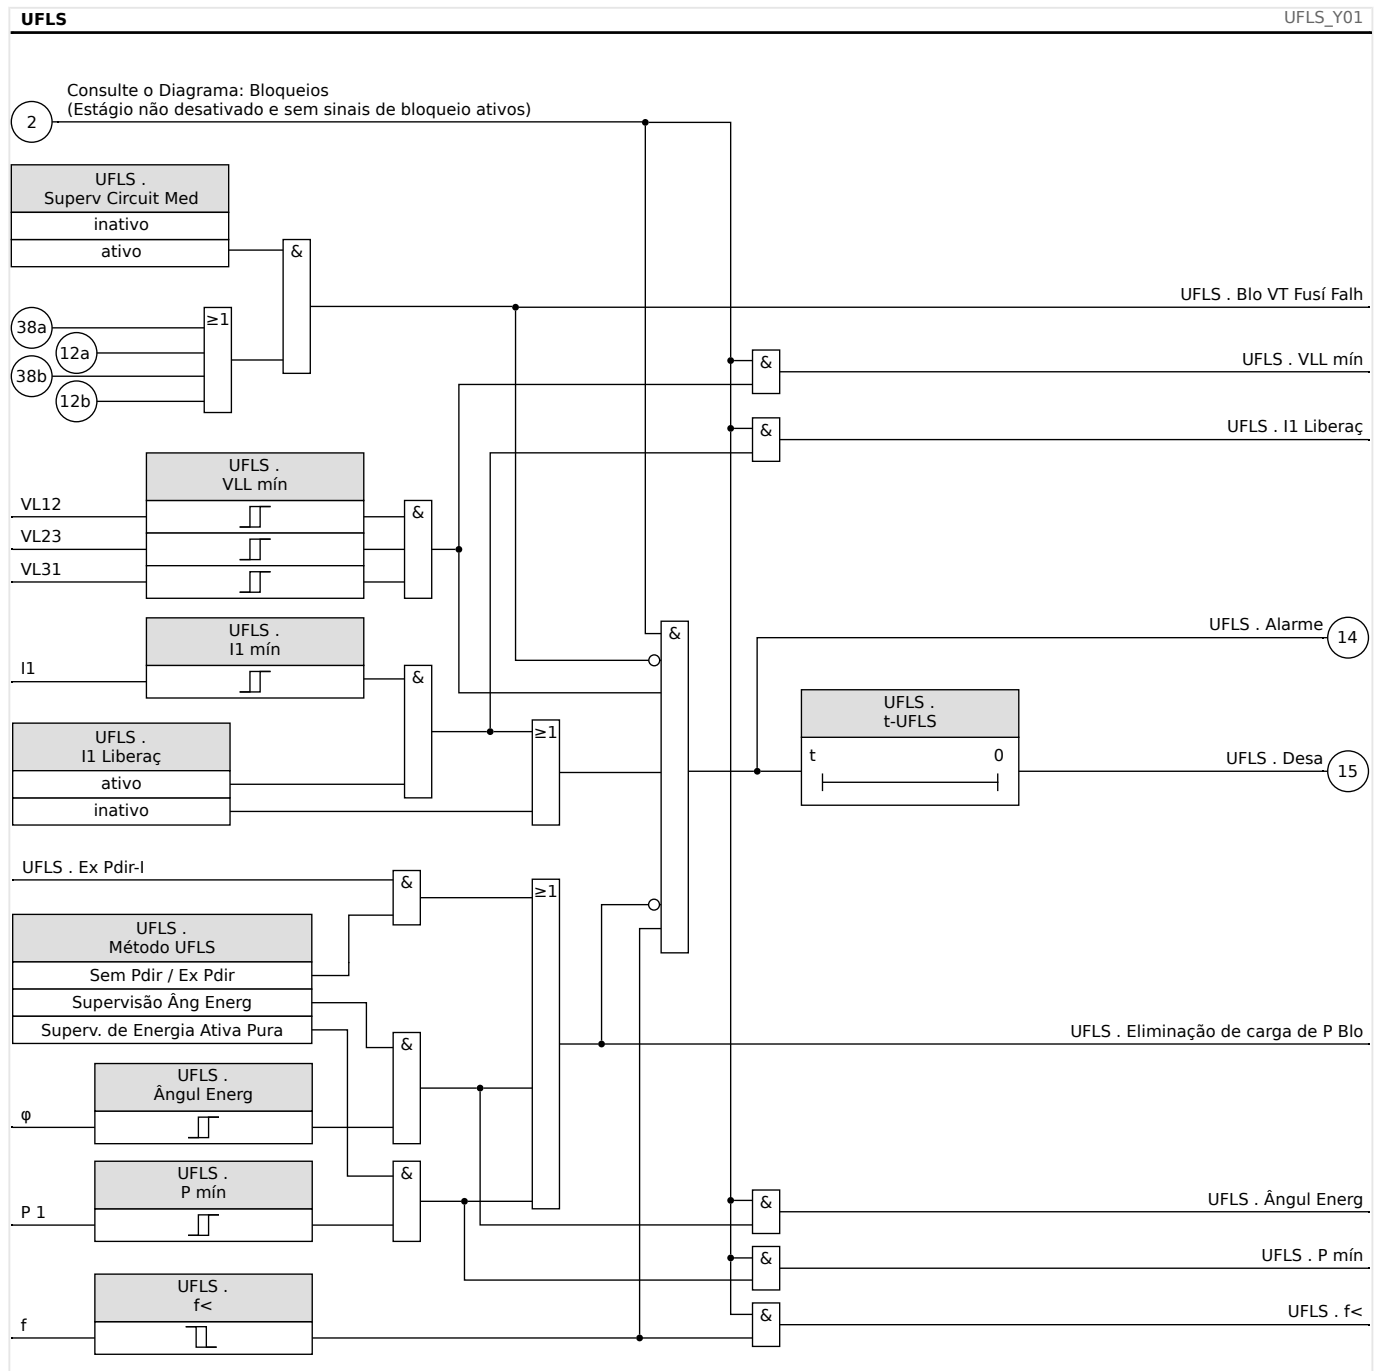 UFLS
UFLS_Y01
Consulte o Diagrama: Bloqueios
(Estágio não desativado e sem sinais de bloqueio ativos)
2
UFLS .
Superv Circuit Med
inativo
ativo
&
UFLS . Blo VT Fusí Falh
38a
≥1
12a
38b
12b
&
UFLS . VLL mín
&
UFLS . I1 Liberaç
UFLS .
VLL mín
VL12
&
VL23
VL31
UFLS .
I1 mín
I1
&
&
UFLS . Alarme
14
UFLS .
I1 Liberaç
ativo
inativo
≥1
UFLS .
t-UFLS
t
0
UFLS . Desa
15
UFLS . Ex Pdir-I
&
≥1
UFLS .
Método UFLS
Sem Pdir / Ex Pdir
Supervisão Âng Energ
Superv. de Energia Ativa Pura
&
UFLS . Eliminação de carga de P Blo
UFLS .
Ângul Energ
φ
UFLS .
P mín
P 1
&
&
UFLS . Ângul Energ
&
UFLS . P mín
UFLS .
f<
f
&
UFLS . f<